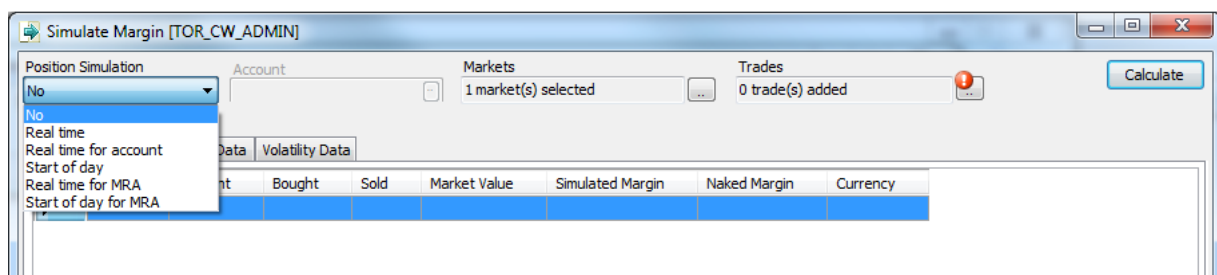 Simulate Margin [TOR_CW_ADMIN]
Position Simulation Account Markets Trades
No 1 market(s) selected .. 0 trade(s) added .. Calculate
No
Real time
Real time for account
Start of day
Real time for MRA
Start of day for MRA
Data Volatility Data
Bought Sold Market Value Simulated Margin Naked Margin Currency